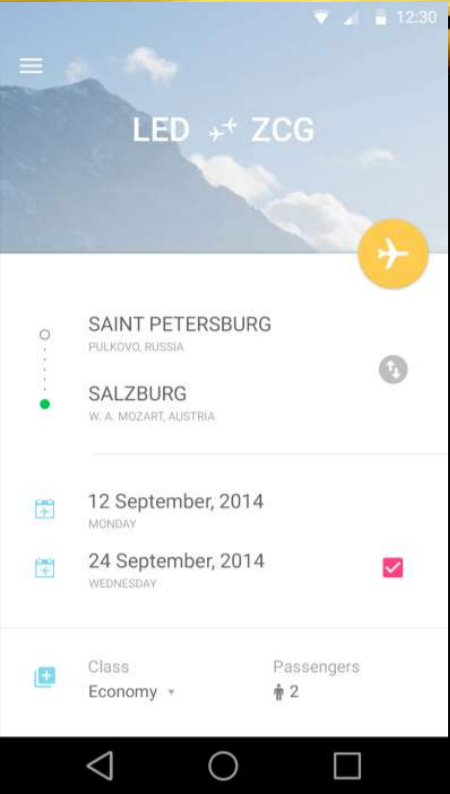 12:30
LED ZCG
SAINT PETERSBURG
PULKOVO, RUSSIA
SALZBURG
W. A. MOZART, AUSTRIA
12 September, 2014
MONDAY
24 September, 2014
WEDNESDAY
Class Passengers
Economy 2